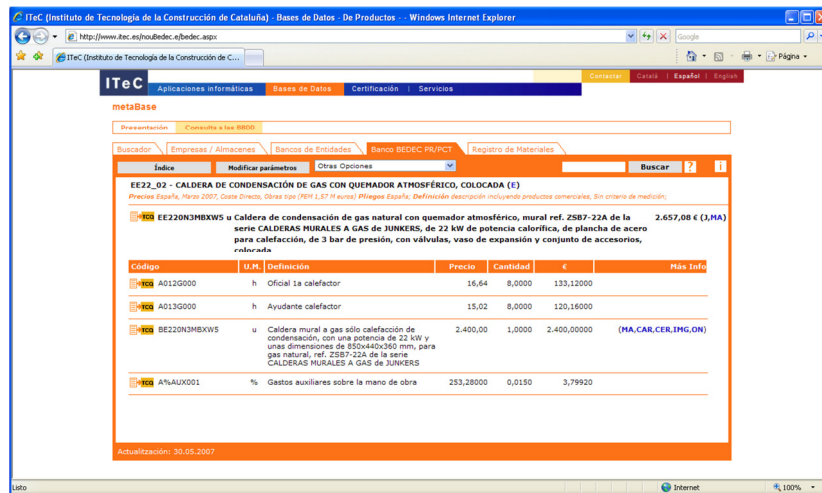 ITeC (Instituto de Tecnología de la Construcción de Cataluña) - Bases de Datos - De Productos - - Windows Internet Explorer
http://www.itec.es/nouBedec.e/bedec.aspx
Google
ITeC (Instituto de Tecnología de la Construcción de C...
Página
Contactar Català | Español | English
ITeC Aplicaciones informáticas Bases de Datos Certificación | Servicios
metaBase
Presentación Consulta a las BBDD
Buscador Empresas / Almacenes Bancos de Entidades Banco BEDEC PR/PCT Registro de Materiales
Índice Modificar parámetros Otras Opciones Buscar ? i
EE22_02 - CALDERA DE CONDENSACIÓN DE GAS CON QUEMADOR ATMOSFÉRICO, COLOCADA (E)
Precios España, Marzo 2007, Coste Directo, Obras tipo (PEM 1,57 M euros) Pliegos España; Definición descripción incluyendo productos comerciales, Sin criterio de medición;
TCQ EE220N3MBXW5 u Caldera de condensación de gas natural con quemador atmosférico, mural ref. ZSB7-22A de la 2.657,08 € (J,MA)
serie CALDERAS MURALES A GAS de JUNKERS, de 22 kW de potencia calorífica, de plancha de acero
para calefacción, de 3 bar de presión, con válvulas, vaso de expansión y conjunto de accesorios,
colocada
Código U.M. Definición Precio Cantidad € Más Info
TCQ A012G000 h Oficial 1a calefactor 16,64 8,0000 133,12000
TCQ A013G000 h Ayudante calefactor 15,02 8,0000 120,16000
TCQ BE220N3MBXW5 u Caldera mural a gas sólo calefacción de 2.400,00 1,0000 2.400,00000 (MA,CAR,CER,IMG,ON)
condensación, con una potencia de 22 kW y
unas dimensiones de 850x440x360 mm, para
gas natural, ref. ZSB7-22A de la serie
CALDERAS MURALES A GAS de JUNKERS
TCQ A%AUX001 % Gastos auxiliares sobre la mano de obra 253,28000 0,0150 3,79920
Actualització: 30.05.2007
Listo Internet 100%